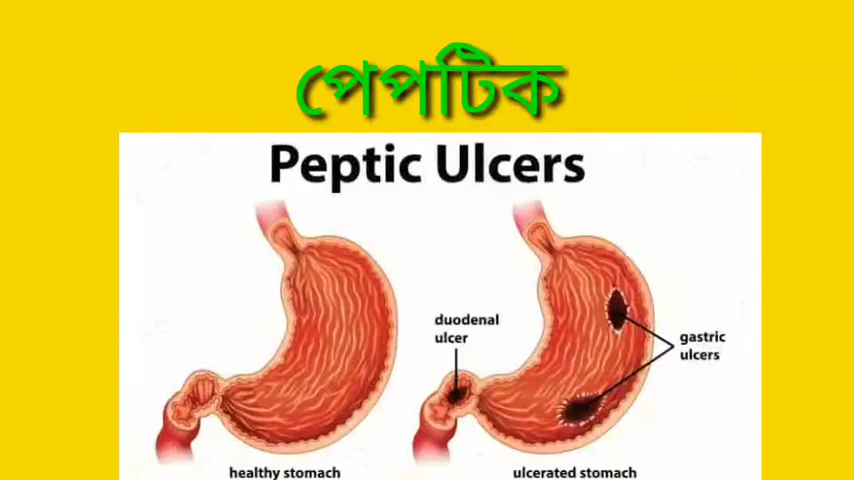 পেপটিক
Peptic Ulcers
duodenal
ulcer
gastric
ulcers
healthy stomach
ulcerated stomach